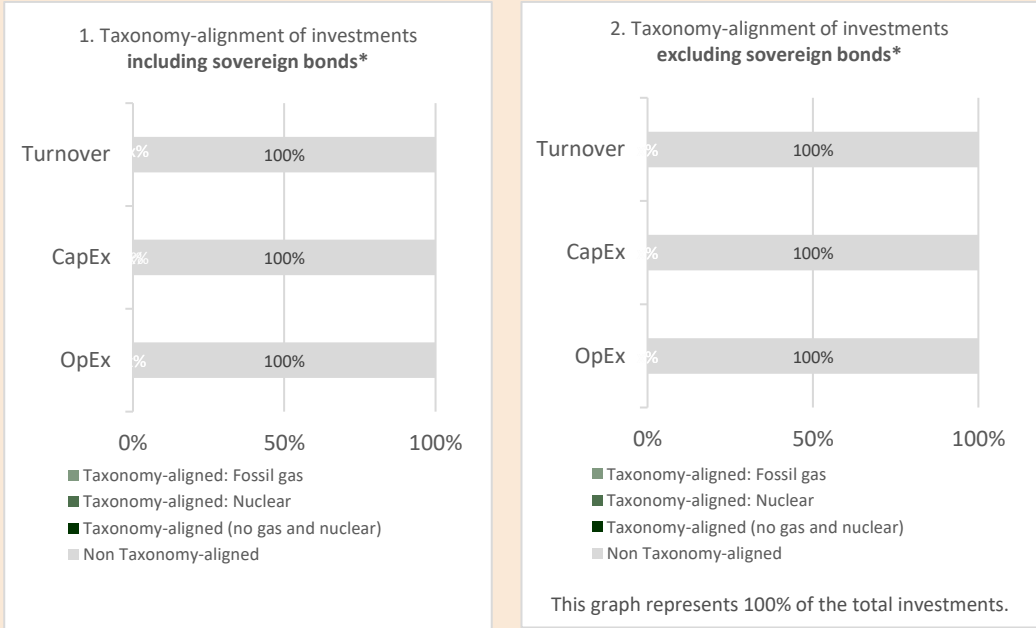 1. Taxonomy-alignment of investments
including sovereign bonds*
Turnover
100%
CapEx
100%
OpEx
100%
0% 50% 100%
Taxonomy-aligned: Fossil gas
Taxonomy-aligned: Nuclear
Taxonomy-aligned (no gas and nuclear)
Non Taxonomy-aligned
2. Taxonomy-alignment of investments
excluding sovereign bonds*
Turnover
100%
CapEx
100%
OpEx
100%
0% 50% 100%
Taxonomy-aligned: Fossil gas
Taxonomy-aligned: Nuclear
Taxonomy-aligned (no gas and nuclear)
Non Taxonomy-aligned
This graph represents 100% of the total investments.